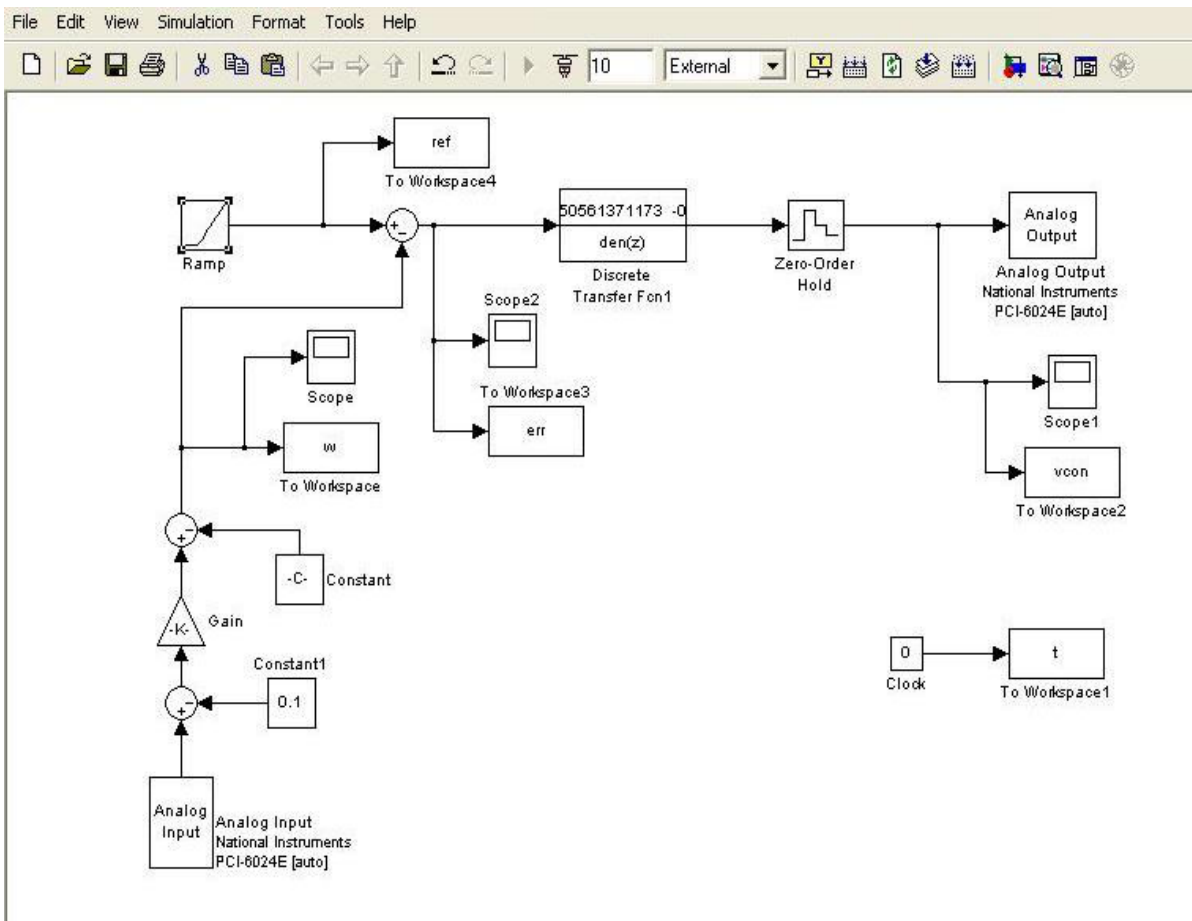 File Edit View Simulation Format Tools Help
10 External
ref
To Workspace4
Ramp
50561371173 -0
den(z)
Discrete
Transfer Fcn1
Zero-Order
Hold
Analog
Output
Analog Output
National Instruments
PCI-6024E [auto]
Scope
Scope2
To Workspace3
err
w
To Workspace
Scope1
vcon
To Workspace2
-C- Constant
-K- Gain
Constant1
0.1
0
Clock
t
To Workspace1
Analog
Input
Analog Input
National Instruments
PCI-6024E [auto]